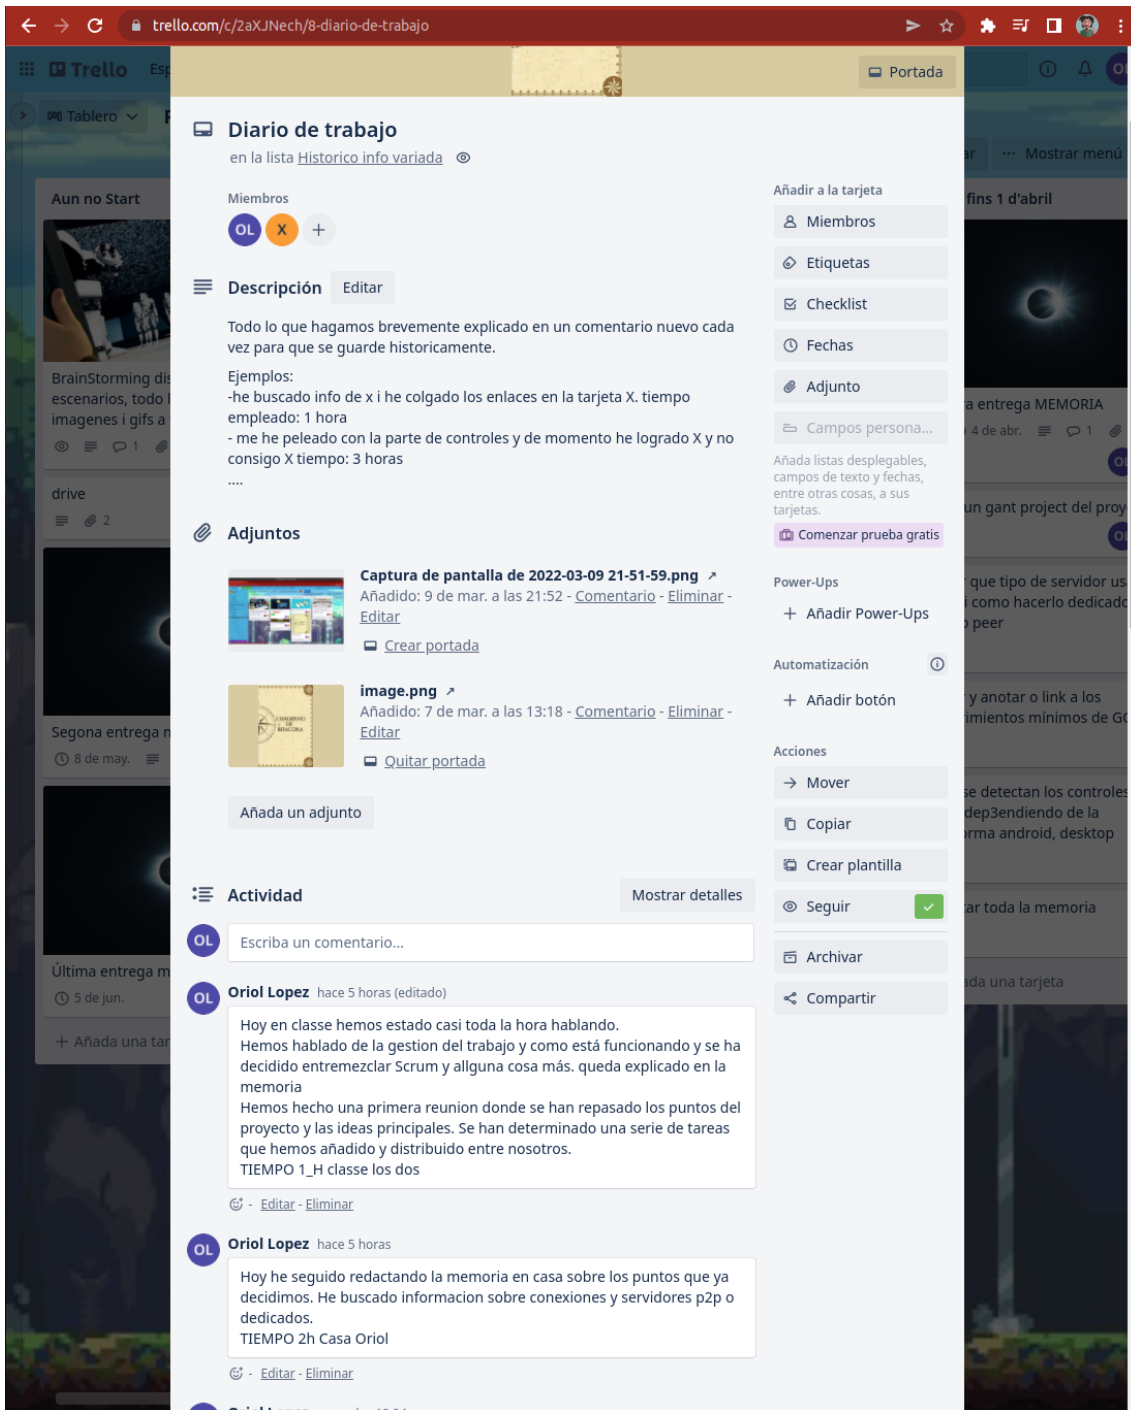 trello.com/c/2aXJNech/8-diario-de-trabajo
Trello
Esp
OL
Portada
Tablero
Mostrar menú
Diario de trabajo
en la lista Historico info variada
Miembros
OL X +
Descripción Editar
Todo lo que hagamos brevemente explicado en un comentario nuevo cada
vez para que se guarde historicamente.
Ejemplos:
-he buscado info de x i he colgado los enlaces en la tarjeta X. tiempo
empleado: 1 hora
- me he peleado con la parte de controles y de momento he logrado X y no
consigo X tiempo: 3 horas
....
Adjuntos
Captura de pantalla de 2022-03-09 21-51-59.png ↗
Añadido: 9 de mar. a las 21:52 - Comentario - Eliminar -
Editar
Crear portada
image.png ↗
Añadido: 7 de mar. a las 13:18 - Comentario - Eliminar -
Editar
Quitar portada
CUADERNO
DE
BITACORA
Añada un adjunto
Actividad Mostrar detalles
OL Escriba un comentario...
OL Oriol Lopez hace 5 horas (editado)
Hoy en classe hemos estado casi toda la hora hablando.
Hemos hablado de la gestion del trabajo y como está funcionando y se ha
decidido entremezclar Scrum y allguna cosa más. queda explicado en la
memoria
Hemos hecho una primera reunion donde se han repasado los puntos del
proyecto y las ideas principales. Se han determinado una serie de tareas
que hemos añadido y distribuido entre nosotros.
TIEMPO 1_H classe los dos
- Editar - Eliminar
OL Oriol Lopez hace 5 horas
Hoy he seguido redactando la memoria en casa sobre los puntos que ya
decidimos. He buscado informacion sobre conexiones y servidores p2p o
dedicados.
TIEMPO 2h Casa Oriol
- Editar - Eliminar
Añadir a la tarjeta
Miembros
Etiquetas
Checklist
Fechas
Adjunto
Campos persona...
Añada listas desplegables,
campos de texto y fechas,
entre otras cosas, a sus
tarjetas.
Comenzar prueba gratis
Power-Ups
+ Añadir Power-Ups
Automatización
+ Añadir botón
Acciones
Mover
Copiar
Crear plantilla
Seguir
Archivar
Compartir
Aun no Start
BrainStorming dis
escenarios, todo l
imagenes i gifs a
1
drive
2
Segona entrega m
8 de may.
Última entrega m
5 de jun.
+ Añada una tar
fins 1 d'abril
a entrega MEMORIA
4 de abr. 1
un gant project del proy
que tipo de servidor us
i como hacerlo dedicado
o peer
y anotar o link a los
imientos mínimos de GO
se detectan los controles
dep3endiendo de la
orma android, desktop
ar toda la memoria
ada una tarjeta